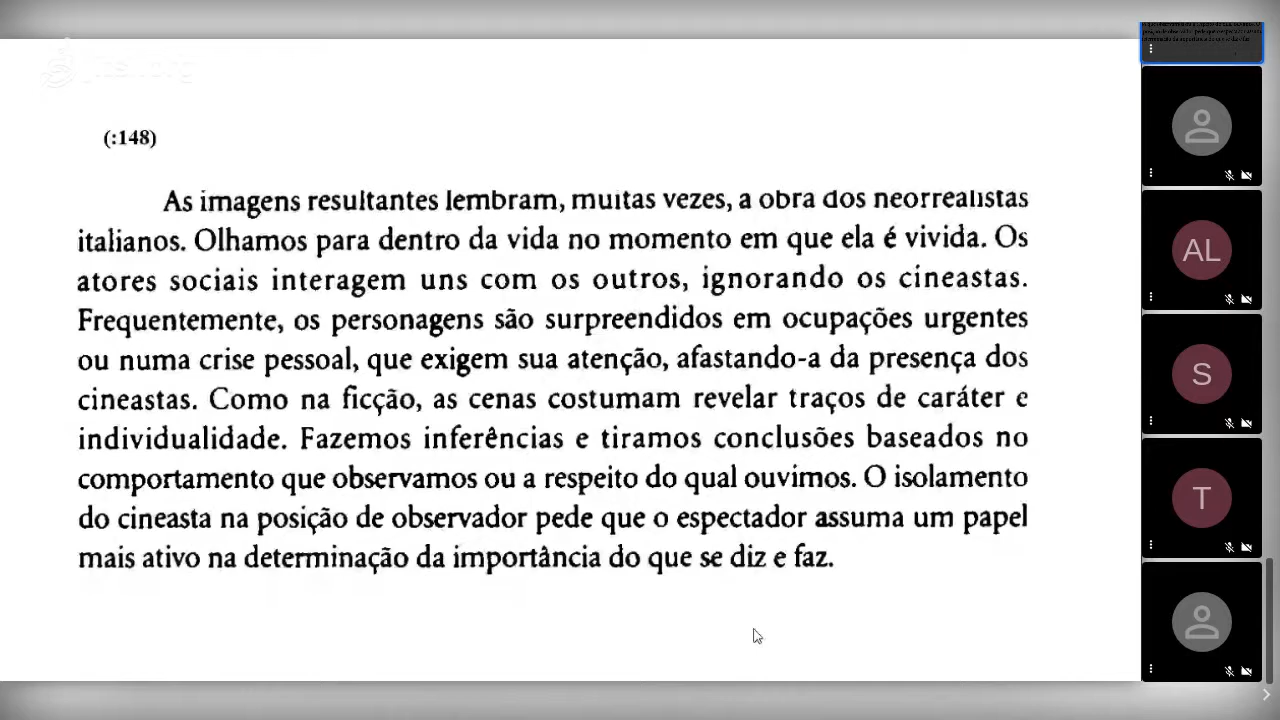 (:148)
As imagens resultantes lembram, muitas vezes, a obra dos neorrealistas
italianos. Olhamos para dentro da vida no momento em que ela é vivida. Os
atores sociais interagem uns com os outros, ignorando os cineastas.
Frequentemente, os personagens são surpreendidos em ocupações urgentes
ou numa crise pessoal, que exigem sua atenção, afastando-a da presença dos
cineastas. Como na ficção, as cenas costumam revelar traços de caráter e
individualidade. Fazemos inferências e tiramos conclusões baseados no
comportamento que observamos ou a respeito do qual ouvimos. O isolamento
do cineasta na posição de observador pede que o espectador assuma um papel
mais ativo na determinação da importância do que se diz e faz.
AL
S
T